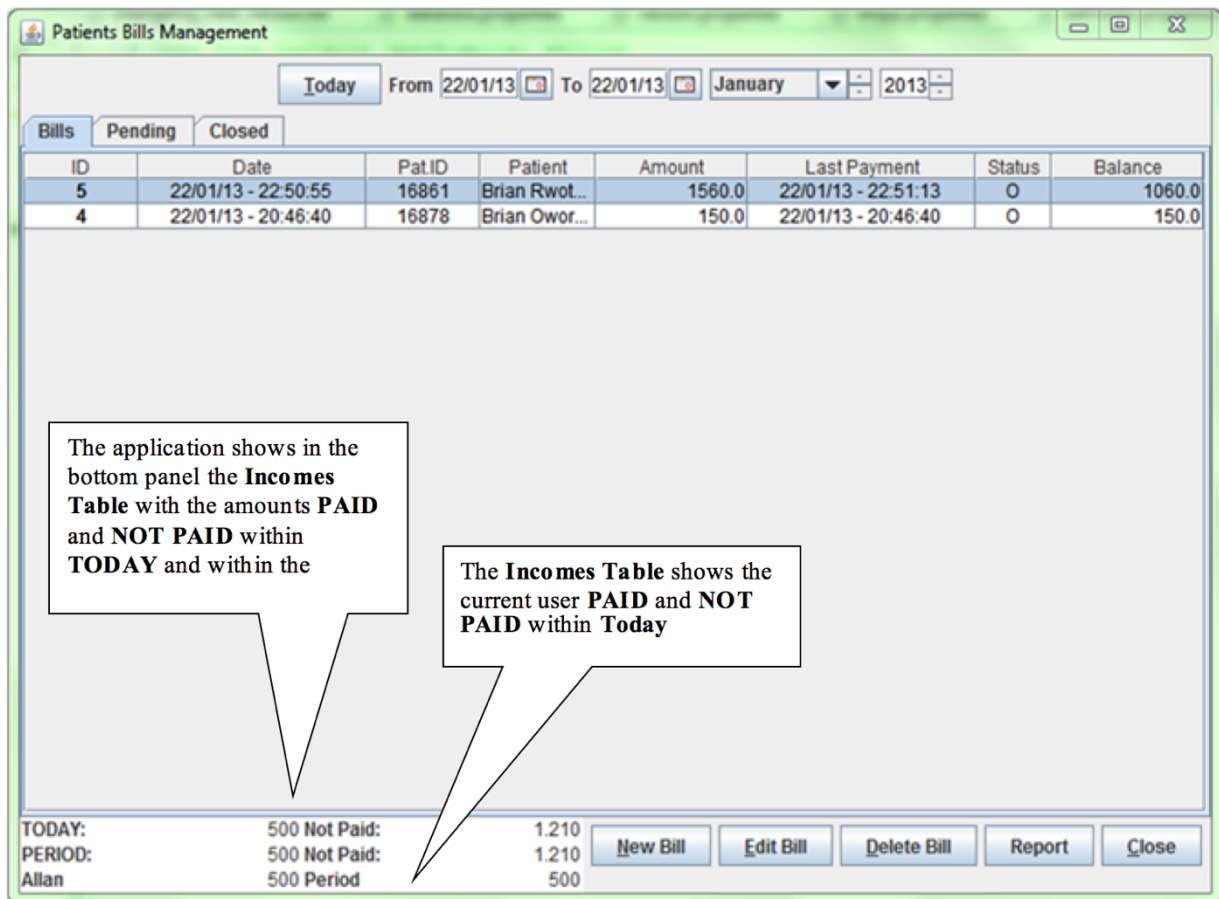 Patients Bills Management
Today From 22/01/13 To 22/01/13 January 2013
Bills Pending Closed
ID Date Pat.ID Patient Amount Last Payment Status Balance
5 22/01/13 - 22:50:55 16861 Brian Rwot... 1560.0 22/01/13 - 22:51:13 O 1060.0
4 22/01/13 - 20:46:40 16878 Brian Owor... 150.0 22/01/13 - 20:46:40 O 150.0
The application shows in the
bottom panel the Incomes
Table with the amounts PAID
and NOT PAID within
TODAY and within the
The Incomes Table shows the
current user PAID and NOT
PAID within Today
TODAY: 500 Not Paid: 1.210
PERIOD: 500 Not Paid: 1.210
Allan 500 Period 500
New Bill Edit Bill Delete Bill Report Close